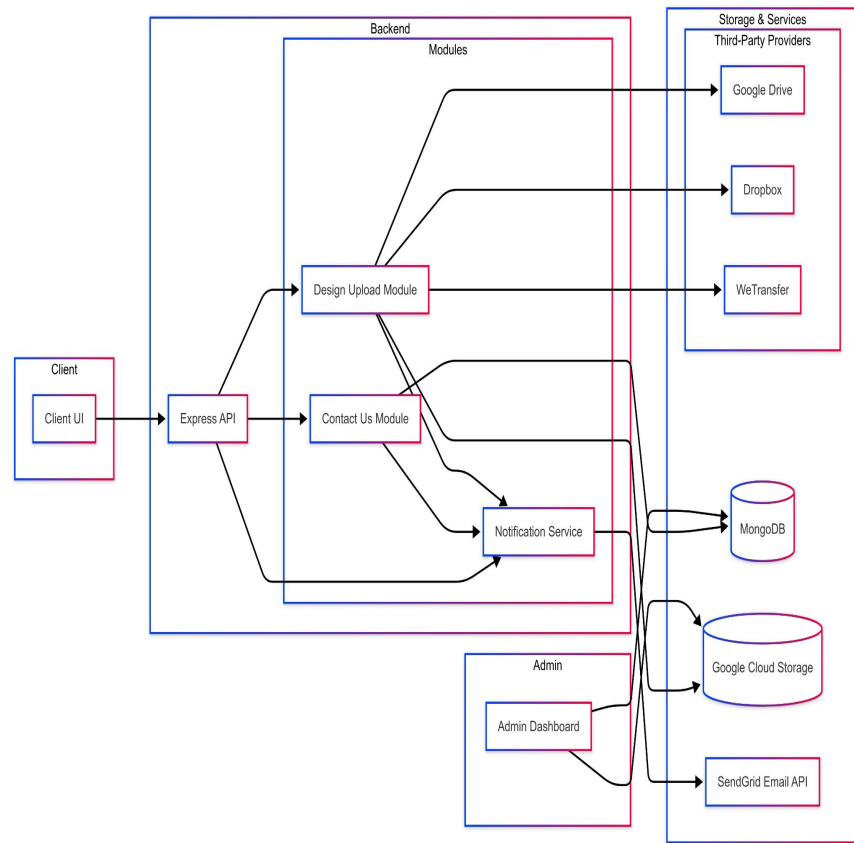 Storage & Services
Backend
Third-Party Providers
Modules
Google Drive
Dropbox
Design Upload Module
WeTransfer
Client
Client UI
Express API
Contact Us Module
MongoDB
Notification Service
Admin
Google Cloud Storage
Admin Dashboard
SendGrid Email API